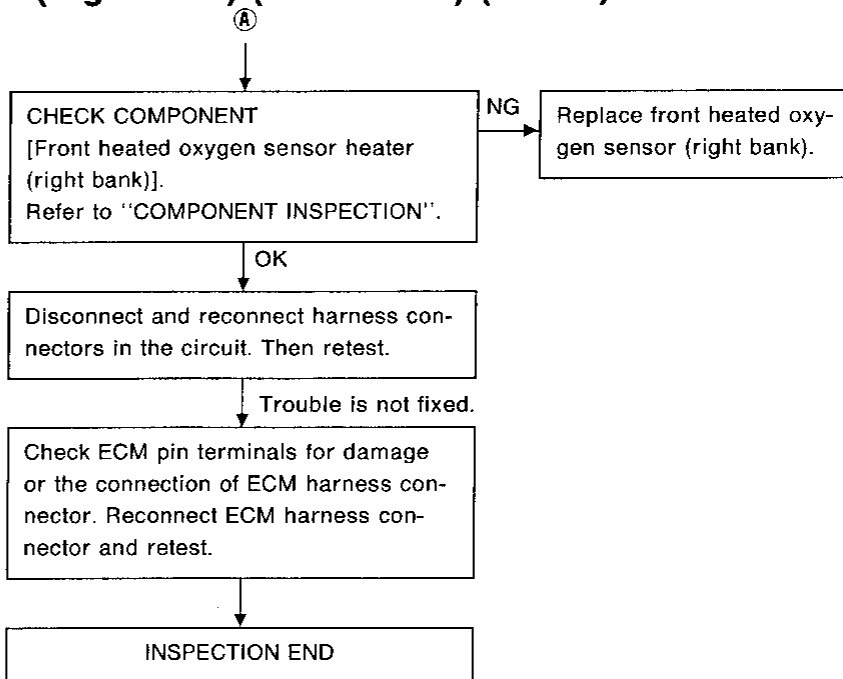 Ⓐ
CHECK COMPONENT
[Front heated oxygen sensor heater
(right bank)].
Refer to "COMPONENT INSPECTION".
NG
Replace front heated oxy-
gen sensor (right bank).
OK
Disconnect and reconnect harness con-
nectors in the circuit. Then retest.
Trouble is not fixed.
Check ECM pin terminals for damage
or the connection of ECM harness con-
nector. Reconnect ECM harness con-
nector and retest.
INSPECTION END